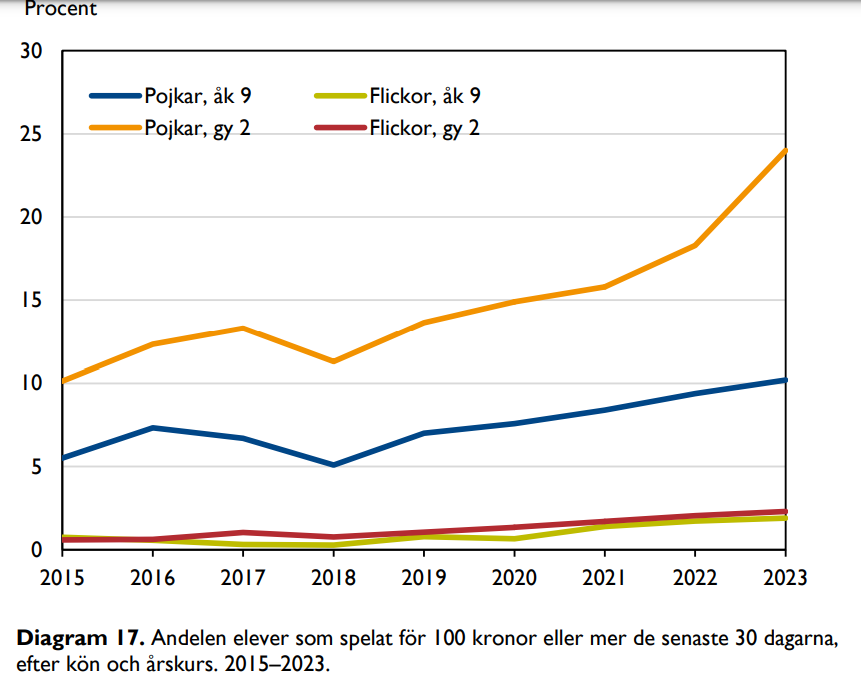 Procent
30
Pojkar, åk 9 Flickor, åk 9
Pojkar, gy 2 Flickor, gy 2
25
20
15
10
5
0
2015 2016 2017 2018 2019 2020 2021 2022 2023
Diagram 17. Andelen elever som spelat för 100 kronor eller mer de senaste 30 dagarna,
efter kön och årskurs. 2015–2023.